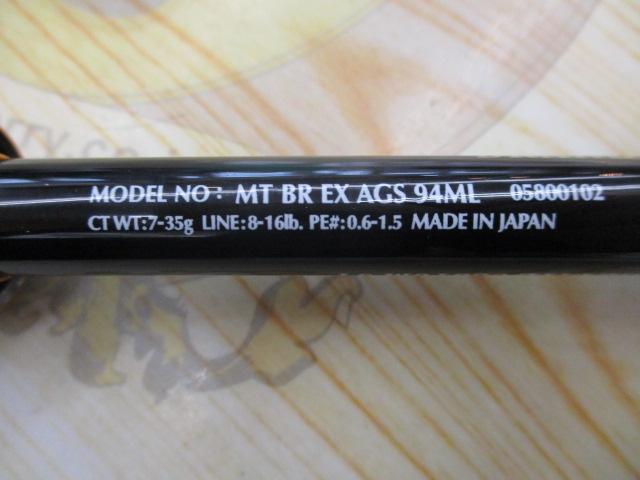 MODEL NO: MT BR EX AGS 94ML 05800102
CT WT:7-35g LINE:8-16lb. PE#:0.6-1.5 MADE IN JAPAN